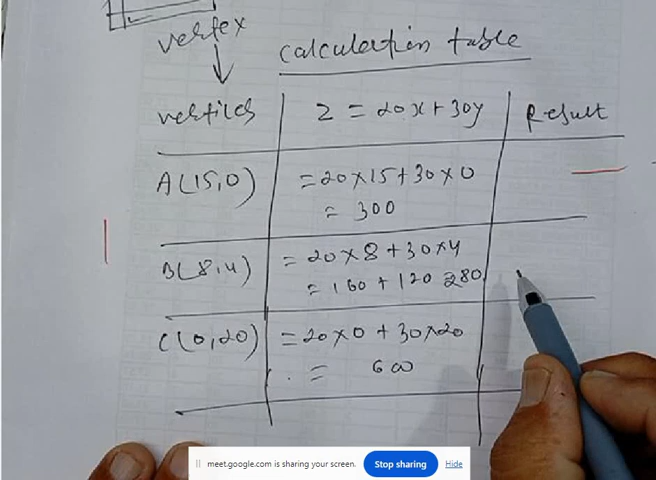 vertex
calculation table
vertices Z = 20x + 30y Result
A(15,0) = 20×15 + 30×0
= 300
B(8,4) = 20×8 + 30×4
= 160 + 120 = 280
C(0,20) = 20×0 + 30×20
= 600
meet.google.com is sharing your screen. Stop sharing Hide